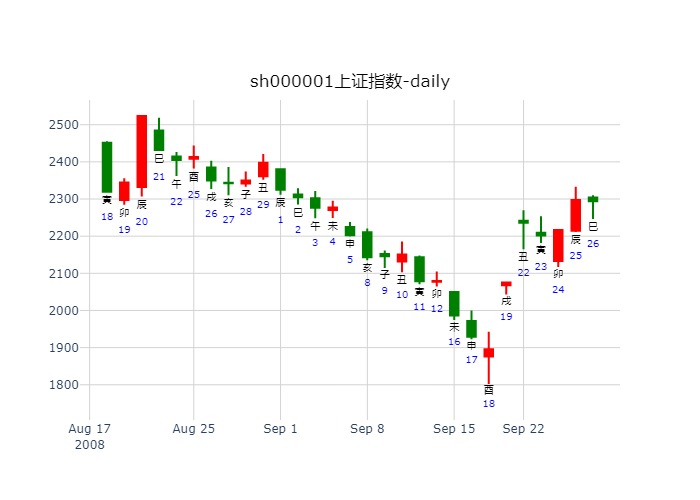 sh000001上证指数-daily
2500
2400
2300
2200
2100
2000
1900
1800
寅
18
卯
19
辰
20
巳
21
午
22
酉
25
戌
26
亥
27
子
28
丑
29
辰
1
巳
2
午
3
未
4
申
5
亥
8
子
9
丑
10
寅
11
卯
12
未
16
申
17
酉
18
戌
19
丑
22
寅
23
卯
24
辰
25
巳
26
Aug 17 Aug 25 Sep 1 Sep 8 Sep 15 Sep 22
2008